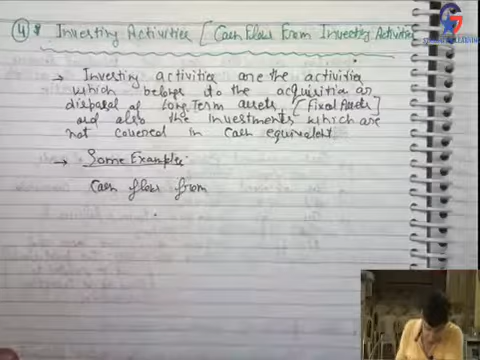 4) Investing Activities [Cash Flow From Investing Activities
→ Investing activities are the activities
which belongs to the acquisition or
disposal of Long Term assets, [Fixed Assets]
and also the investments which are
not covered in cash equivalent.
→ Some Examples
Cash flow from